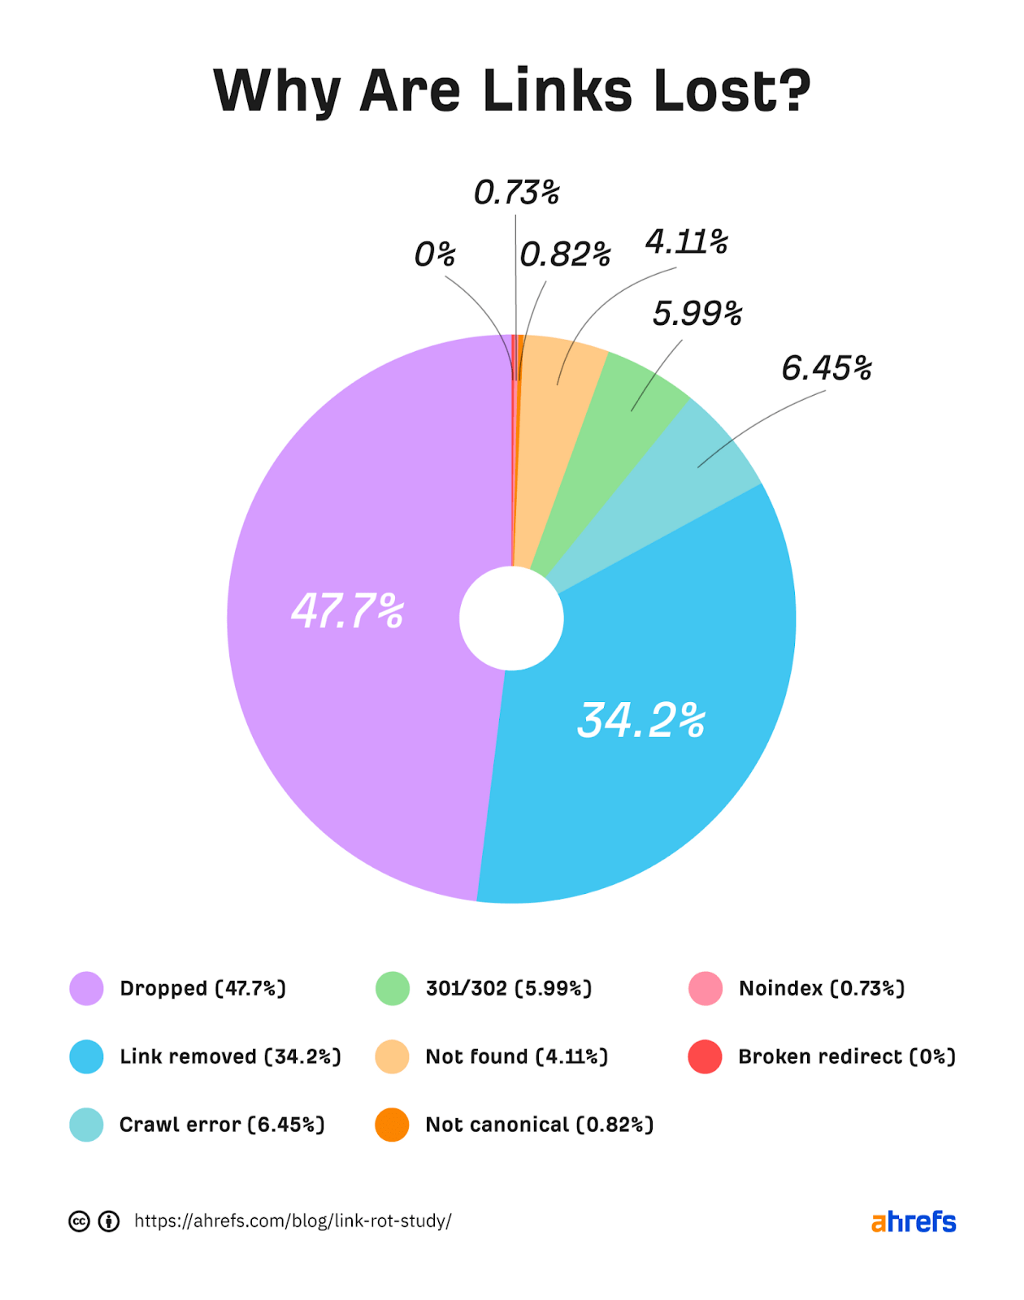 Why Are Links Lost?
0.73%
0%
0.82%
4.11%
5.99%
6.45%
47.7%
34.2%
Dropped (47.7%)
301/302 (5.99%)
Noindex (0.73%)
Link removed (34.2%)
Not found (4.11%)
Broken redirect (0%)
Crawl error (6.45%)
Not canonical (0.82%)
cc
https://ahrefs.com/blog/link-rot-study/
ahrefs